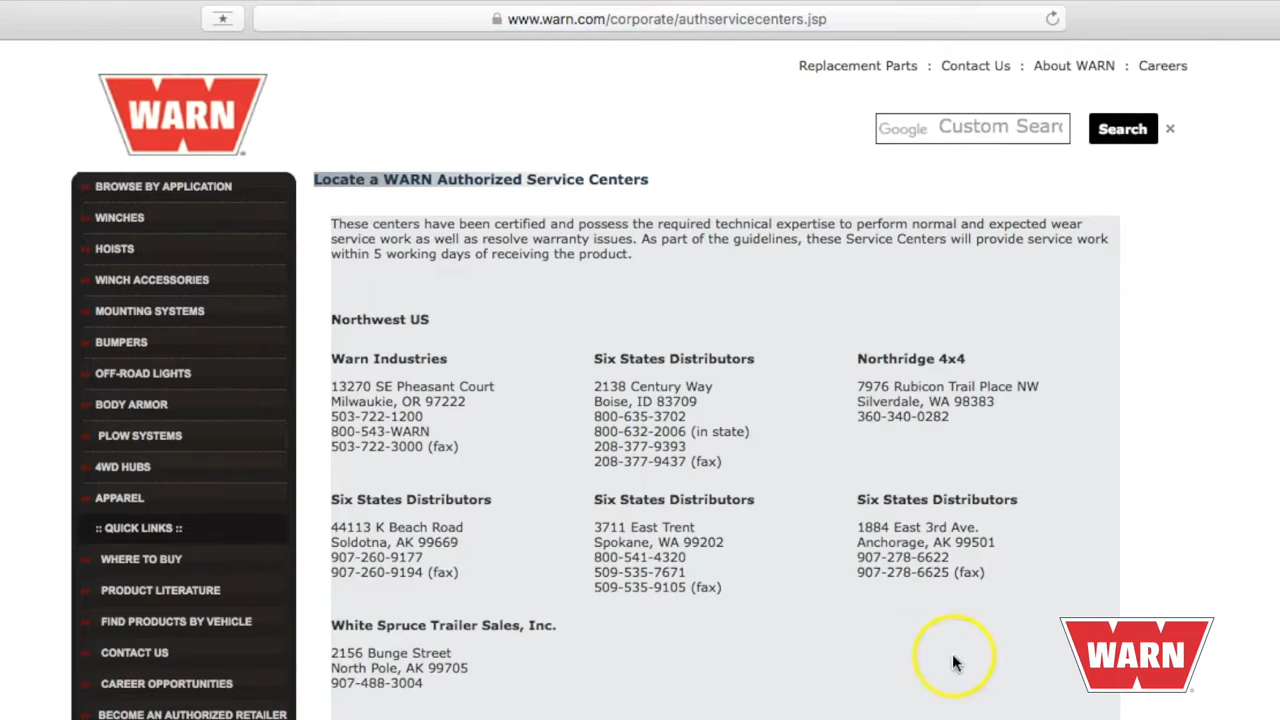 www.warn.com/corporate/authservicecenters.jsp
Replacement Parts : Contact Us : About WARN : Careers
WARN
Google Custom Searc
Search ×
BROWSE BY APPLICATION
WINCHES
HOISTS
WINCH ACCESSORIES
MOUNTING SYSTEMS
BUMPERS
OFF-ROAD LIGHTS
BODY ARMOR
PLOW SYSTEMS
4WD HUBS
APPAREL
:: QUICK LINKS ::
WHERE TO BUY
PRODUCT LITERATURE
FIND PRODUCTS BY VEHICLE
CONTACT US
CAREER OPPORTUNITIES
BECOME AN AUTHORIZED RETAILER
Locate a WARN Authorized Service Centers
These centers have been certified and possess the required technical expertise to perform normal and expected wear
service work as well as resolve warranty issues. As part of the guidelines, these Service Centers will provide service work
within 5 working days of receiving the product.
Northwest US
Warn Industries
13270 SE Pheasant Court
Milwaukie, OR 97222
503-722-1200
800-543-WARN
503-722-3000 (fax)
Six States Distributors
2138 Century Way
Boise, ID 83709
800-635-3702
800-632-2006 (in state)
208-377-9393
208-377-9437 (fax)
Northridge 4x4
7976 Rubicon Trail Place NW
Silverdale, WA 98383
360-340-0282
Six States Distributors
44113 K Beach Road
Soldotna, AK 99669
907-260-9177
907-260-9194 (fax)
Six States Distributors
3711 East Trent
Spokane, WA 99202
800-541-4320
509-535-7671
509-535-9105 (fax)
Six States Distributors
1884 East 3rd Ave.
Anchorage, AK 99501
907-278-6622
907-278-6625 (fax)
White Spruce Trailer Sales, Inc.
2156 Bunge Street
North Pole, AK 99705
907-488-3004
WARN